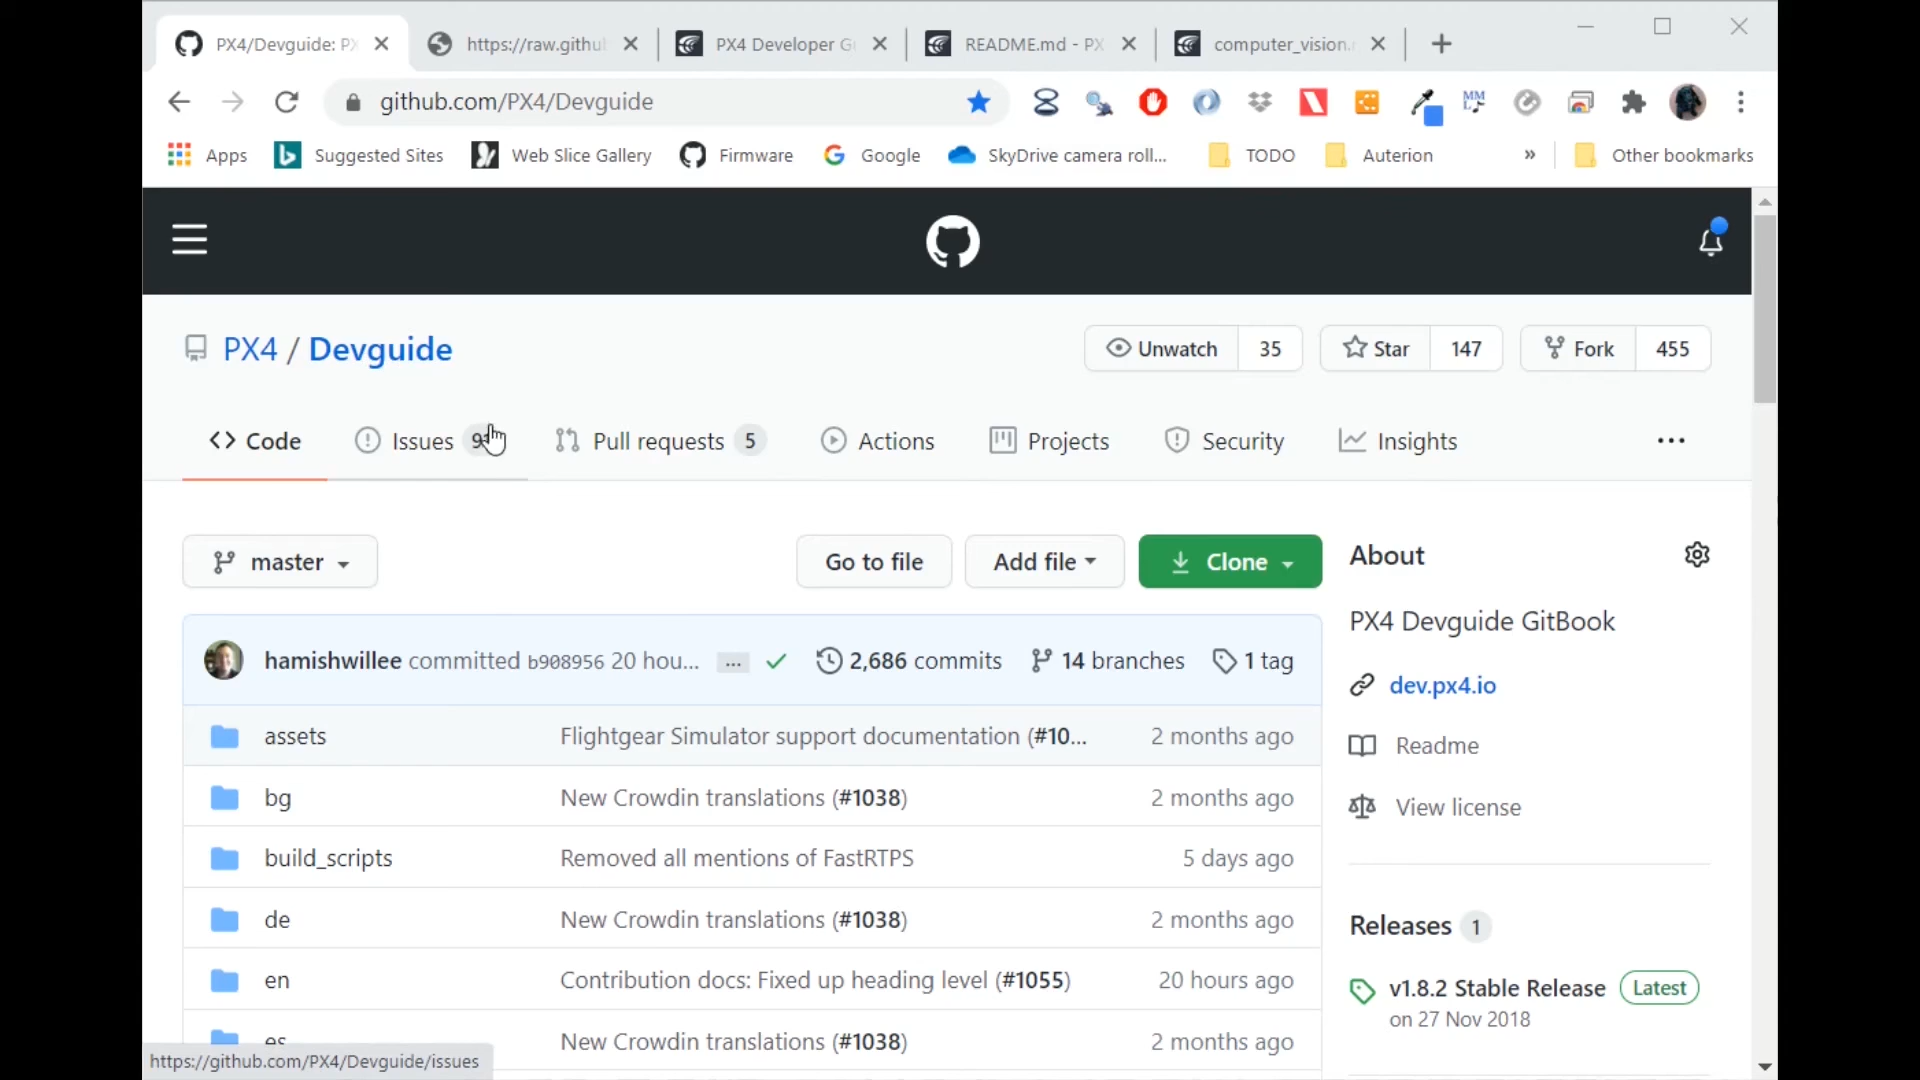 PX4/Devguide: PX
https://raw.githu
PX4 Developer G
README.md - PX
computer_vision.
github.com/PX4/Devguide
Apps
Suggested Sites
Web Slice Gallery
Firmware
Google
SkyDrive camera roll...
TODO
Auterion
»
Other bookmarks
PX4 / Devguide
Unwatch 35
Star 147
Fork 455
Code
Issues
Pull requests 5
Actions
Projects
Security
Insights
master
Go to file
Add file
Clone
About
PX4 Devguide GitBook
hamishwillee committed b908956 20 hou... ... 2,686 commits 14 branches 1 tag
dev.px4.io
assets Flightgear Simulator support documentation (#10... 2 months ago
Readme
bg New Crowdin translations (#1038) 2 months ago
View license
build_scripts Removed all mentions of FastRTPS 5 days ago
de New Crowdin translations (#1038) 2 months ago
Releases 1
en Contribution docs: Fixed up heading level (#1055) 20 hours ago
v1.8.2 Stable Release Latest
on 27 Nov 2018
es New Crowdin translations (#1038) 2 months ago
https://github.com/PX4/Devguide/issues